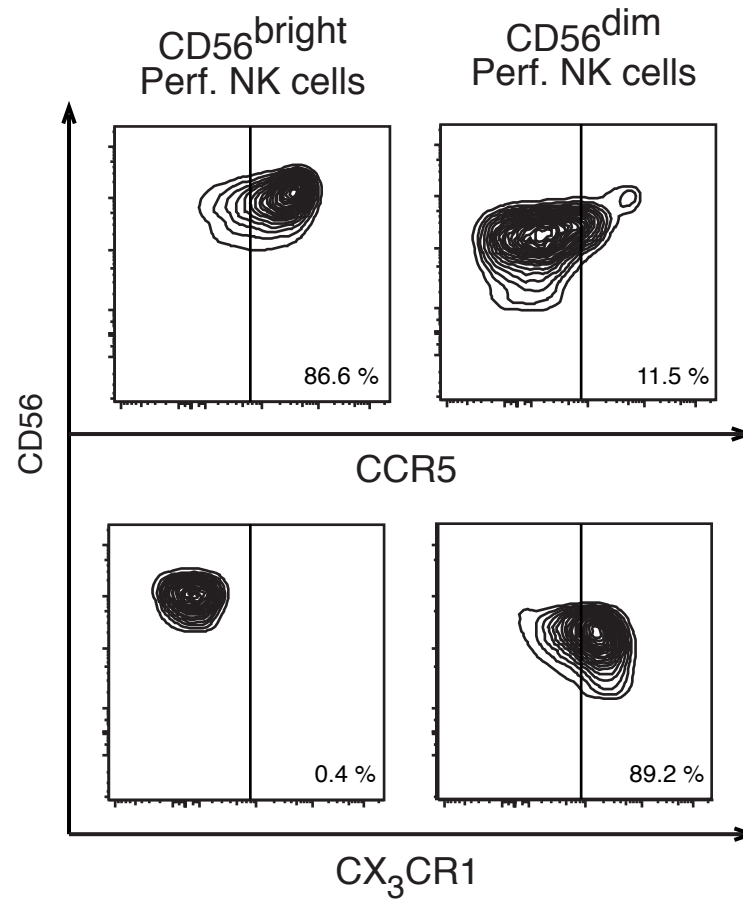 CD56bright
Perf. NK cells
CD56dim
Perf. NK cells
86.6 %
11.5 %
CD56
CCR5
0.4 %
89.2 %
CX3CR1